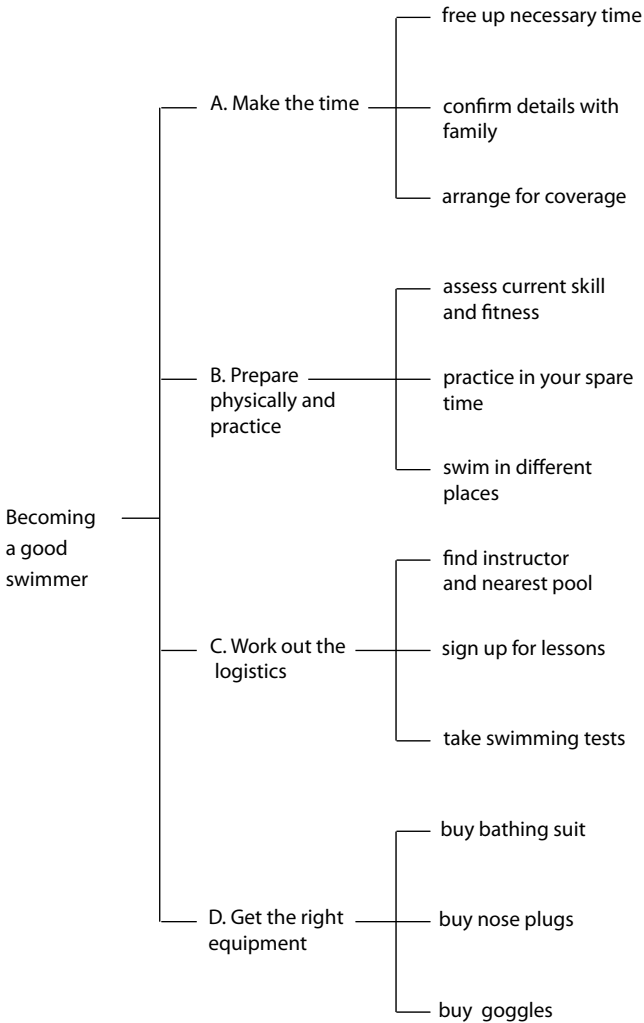 Becoming
a good
swimmer
A. Make the time
free up necessary time
confirm details with
family
arrange for coverage
B. Prepare
physically and
practice
assess current skill
and fitness
practice in your spare
time
swim in different
places
C. Work out the
logistics
find instructor
and nearest pool
sign up for lessons
take swimming tests
D. Get the right
equipment
buy bathing suit
buy nose plugs
buy goggles